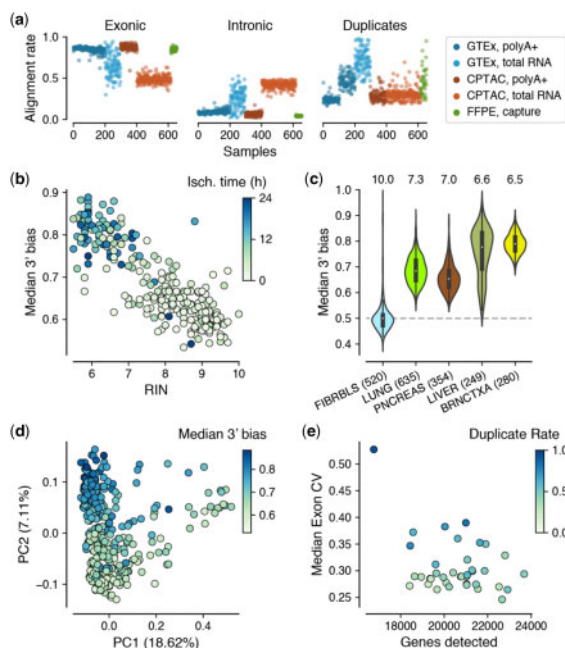 (a)
Exonic
Intronic
Duplicates
Alignment rate
1.0
0.5
0.0
0 200 400 600
0 200 400 600
0 200 400 600
Samples
GTEx, polyA+
GTEx, total RNA
CPTAC, polyA+
CPTAC, total RNA
FFPE, capture
(b)
Isch. time (h)
24
12
0
Median 3' bias
0.9
0.8
0.7
0.6
6 7 8 9 10
RIN
(c)
10.0 7.3 7.0 6.6 6.5
Median 3' bias
1.0
0.9
0.8
0.7
0.6
0.5
FIBRBLS (520)
LUNG (635)
PNCREAS (354)
LIVER (249)
BRNCTXA (280)
(d)
Median 3' bias
0.8
0.7
0.6
PC2 (7.11%)
0.1
0.0
−0.1
0.0 0.2 0.4
PC1 (18.62%)
(e)
Duplicate Rate
1.0
0.5
0.0
Median Exon CV
0.50
0.45
0.40
0.35
0.30
0.25
18000 20000 22000 24000
Genes detected